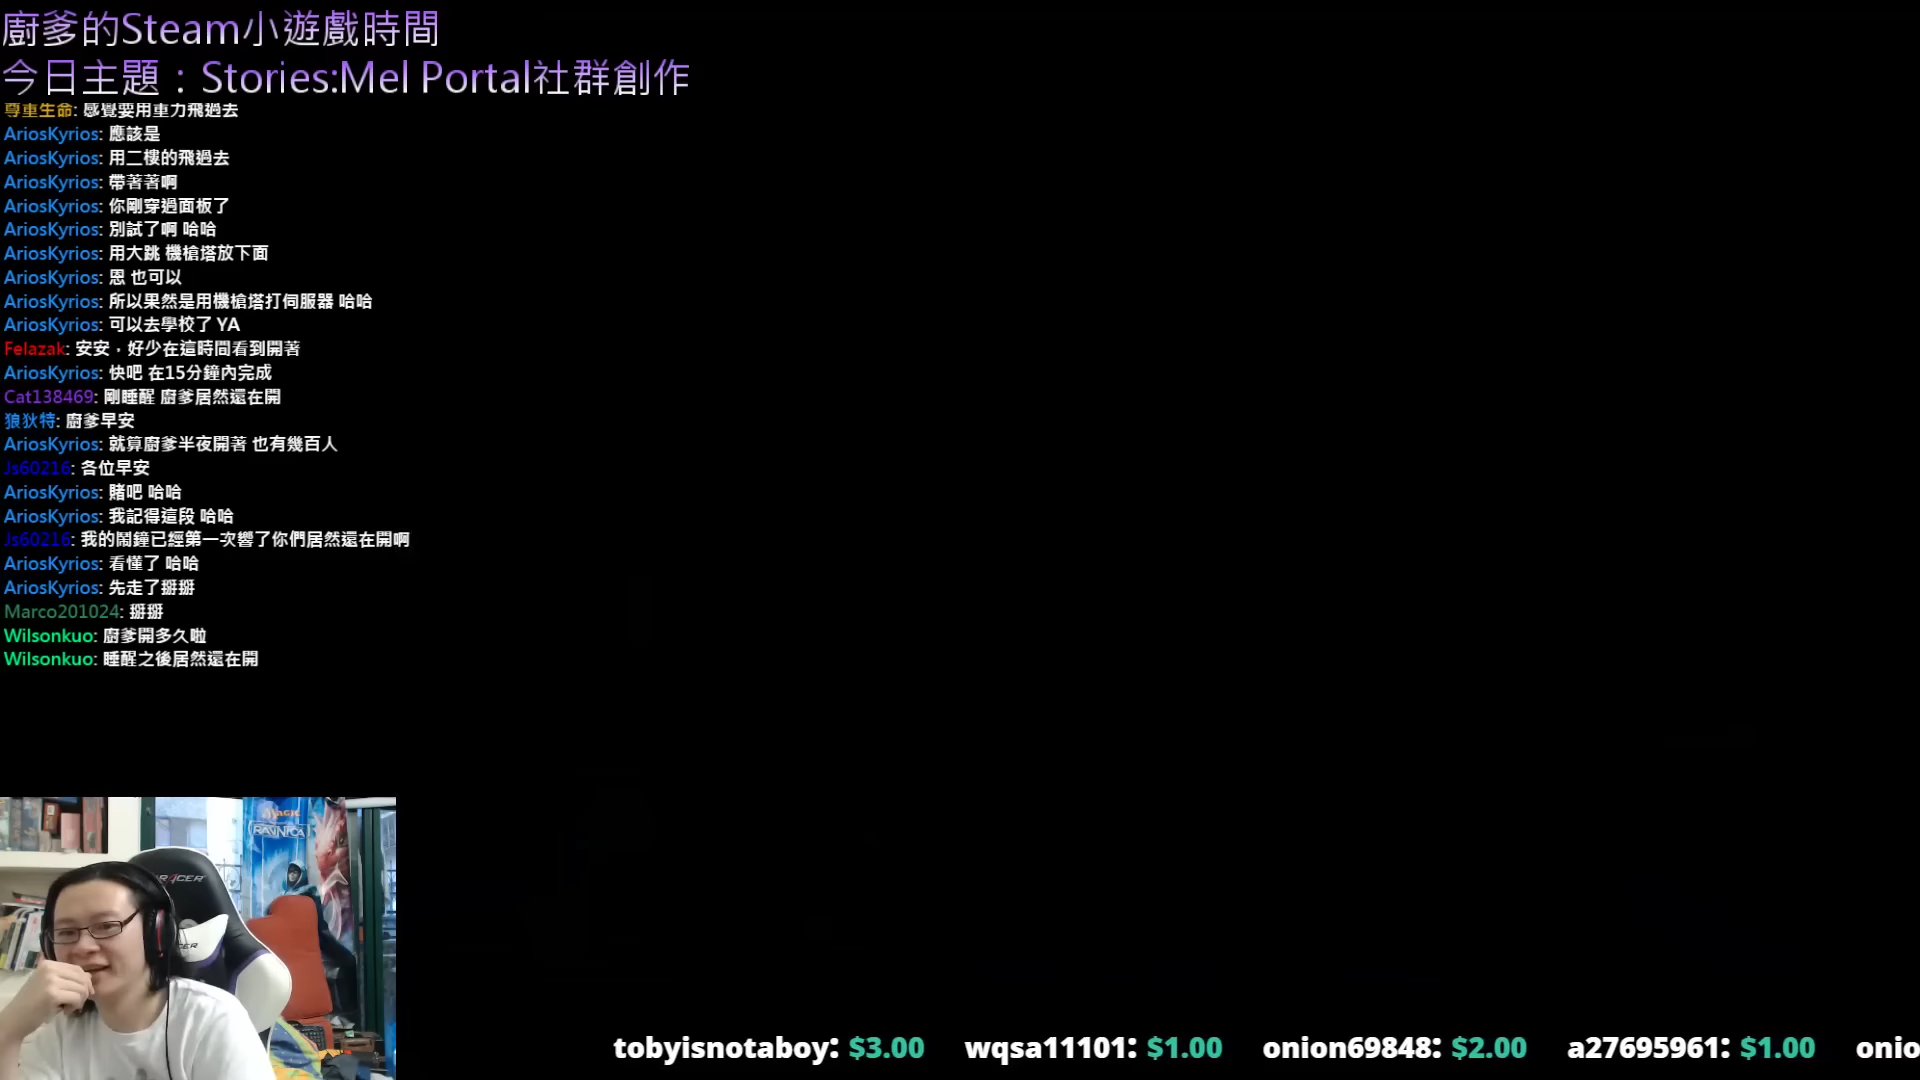 廚爹的Steam小遊戲時間
今日主題：Stories:Mel Portal社群創作
尊重生命: 感覺要用重力飛過去
AriosKyrios: 應該是
AriosKyrios: 用二樓的飛過去
AriosKyrios: 帶著著啊
AriosKyrios: 你剛穿過面板了
AriosKyrios: 別試了啊 哈哈
AriosKyrios: 用大跳 機槍塔放下面
AriosKyrios: 恩 也可以
AriosKyrios: 所以果然是用機槍塔打伺服器 哈哈
AriosKyrios: 可以去學校了 YA
Felazak: 安安，好少在這時間看到開著
AriosKyrios: 快吧 在15分鐘內完成
Cat138469: 剛睡醒 廚爹居然還在開
狼狄特: 廚爹早安
AriosKyrios: 就算廚爹半夜開著 也有幾百人
Js60216: 各位早安
AriosKyrios: 賭吧 哈哈
AriosKyrios: 我記得這段 哈哈
Js60216: 我的鬧鐘已經第一次響了你們居然還在開啊
AriosKyrios: 看懂了 哈哈
AriosKyrios: 先走了掰掰
Marco201024: 掰掰
Wilsonkuo: 廚爹開多久啦
Wilsonkuo: 睡醒之後居然還在開
MAGIC
RAVNICA
tobyisnotaboy: $3.00 wqsa11101: $1.00 onion69848: $2.00 a27695961: $1.00 onio